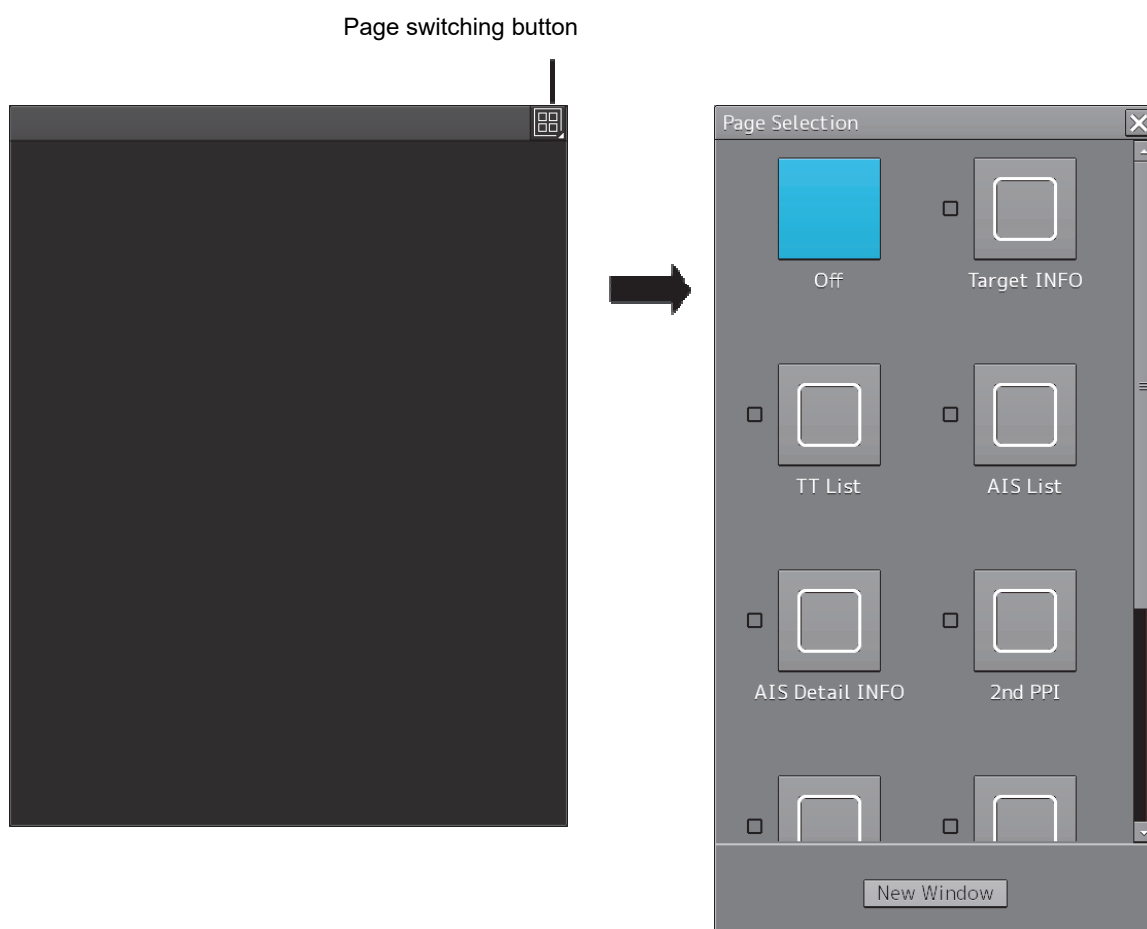 Page switching button
Page Selection
Off
Target INFO
TT List
AIS List
AIS Detail INFO
2nd PPI
New Window